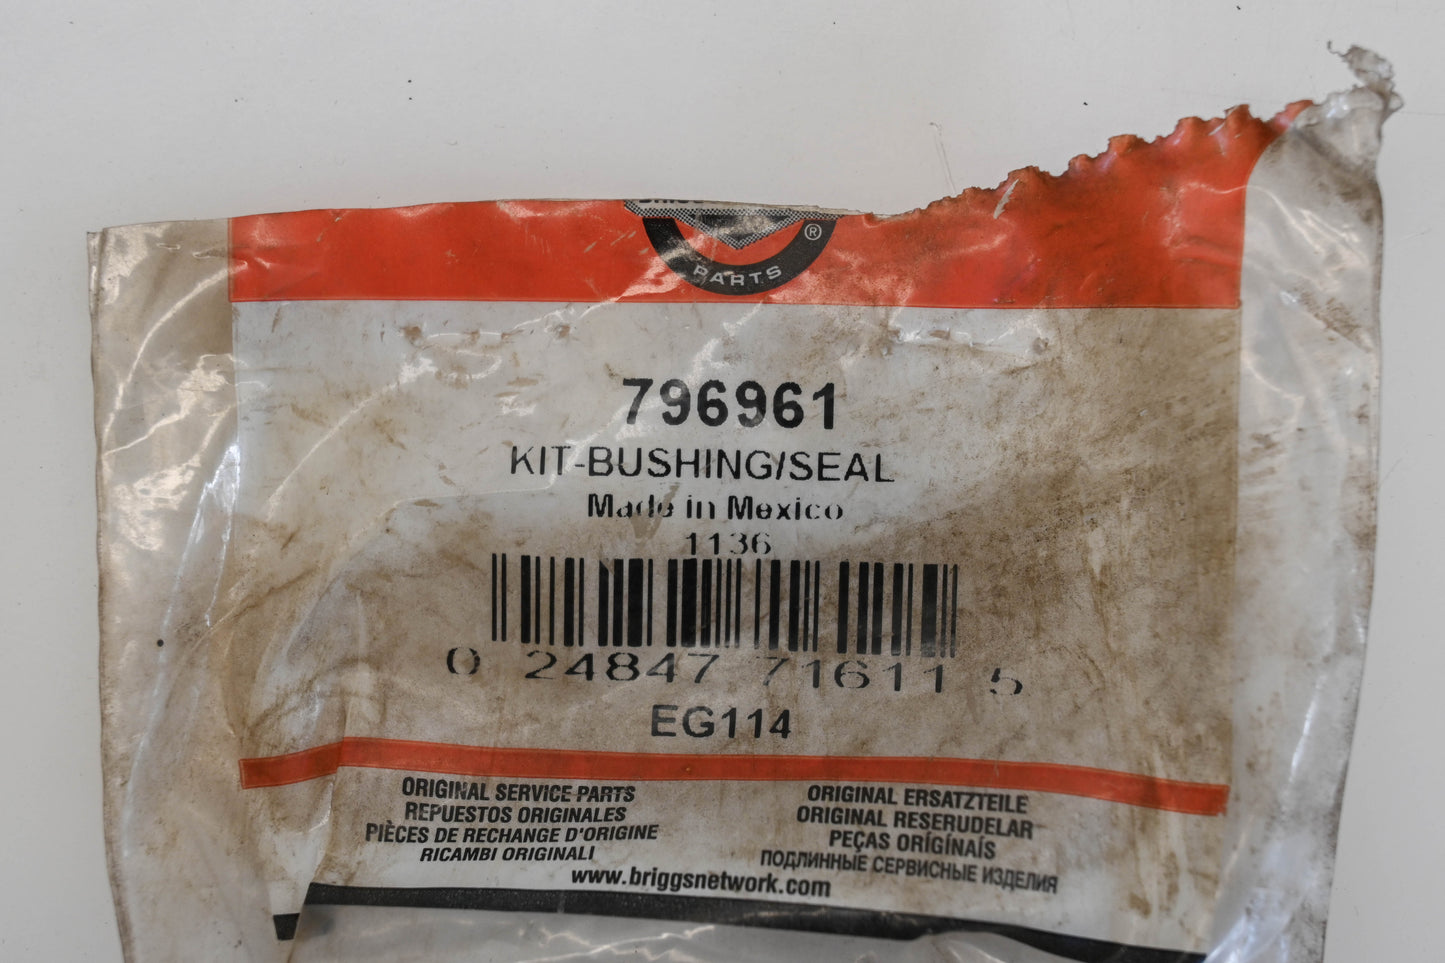 PARTS ®
796961
KIT-BUSHING/SEAL
Made in Mexico
1136
0 24847 71611 5
EG114
ORIGINAL SERVICE PARTS
REPUESTOS ORIGINALES
PIÈCES DE RECHANGE D'ORIGINE
RICAMBI ORIGINALI
ORIGINAL ERSATZTEILE
ORIGINAL RESERUDELAR
PEÇAS ORÍGÍNAÍS
ПОДЛИННЫЕ СЕРВИСНЫЕ ИЗДЕЛИЯ
www.briggsnetwork.com